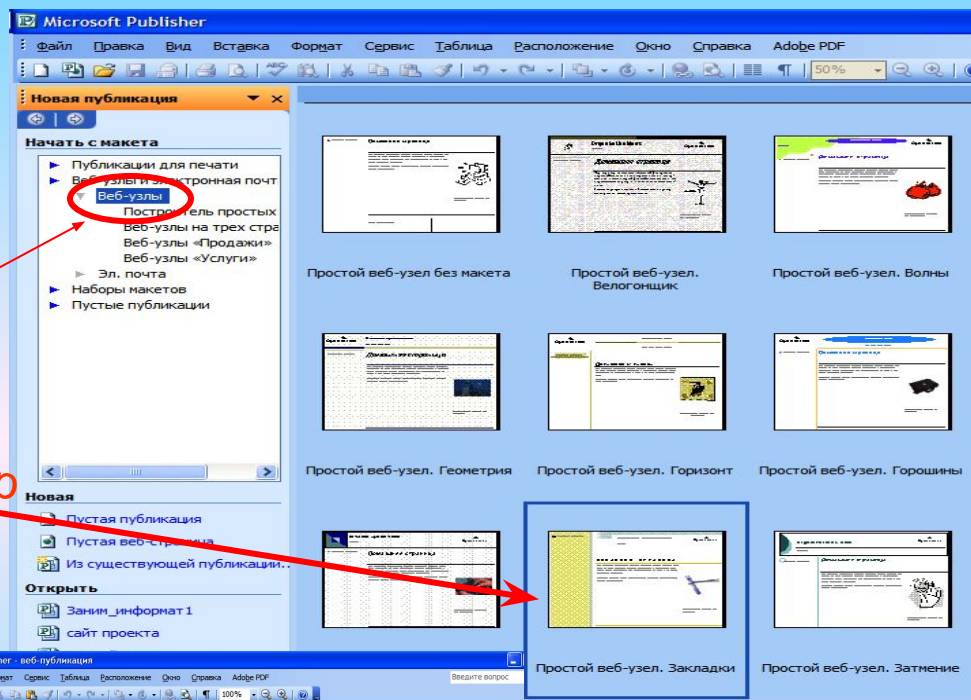 Microsoft Publisher
Файл Правка Вид Вставка Формат Сервис Таблица Расположение Окно Справка Adobe PDF
50%
Новая публикация
Начать с макета
Публикации для печати
Веб-узлы и электронная почт
Веб-узлы
Построитель простых
Веб-узлы на трех стра
Веб-узлы «Продажи»
Веб-узлы «Услуги»
Эл. почта
Наборы макетов
Пустые публикации
Простой веб-узел без макета
Простой веб-узел. Велогонщик
Простой веб-узел. Волны
Простой веб-узел. Геометрия
Простой веб-узел. Горизонт
Простой веб-узел. Горошины
Новая
Пустая публикация
Пустая веб-страница
Из существующей публикации...
Открыть
Заним_информат1
сайт проекта
Простой веб-узел. Закладки
Простой веб-узел. Затмение
her - веб-публикация
мат Сервис Таблица Расположение Окно Справка Adobe PDF
Введите вопрос
100%